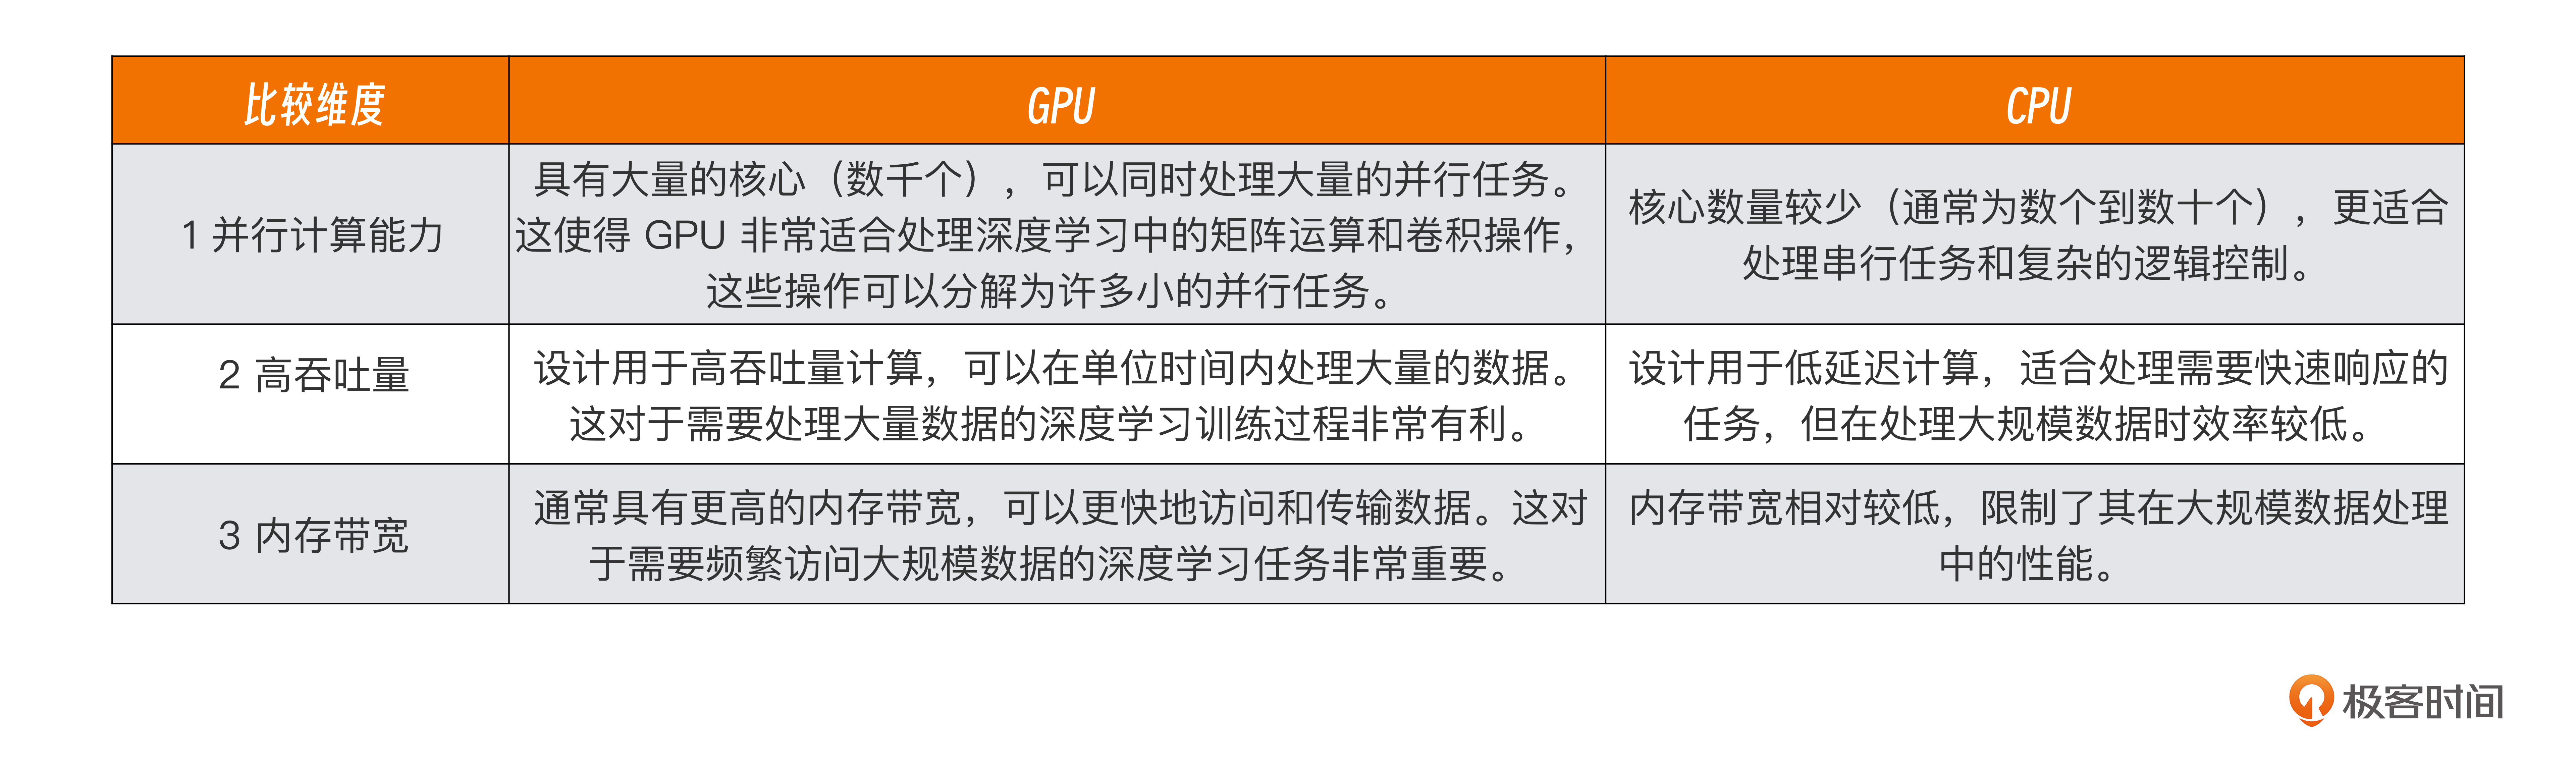 比较维度
GPU
CPU
1 并行计算能力
具有大量的核心（数千个），可以同时处理大量的并行任务。
这使得 GPU 非常适合处理深度学习中的矩阵运算和卷积操作，
这些操作可以分解为许多小的并行任务。
核心数量较少（通常为数个到数十个），更适合
处理串行任务和复杂的逻辑控制。
2 高吞吐量
设计用于高吞吐量计算，可以在单位时间内处理大量的数据。
这对于需要处理大量数据的深度学习训练过程非常有利。
设计用于低延迟计算，适合处理需要快速响应的
任务，但在处理大规模数据时效率较低。
3 内存带宽
通常具有更高的内存带宽，可以更快地访问和传输数据。这对
于需要频繁访问大规模数据的深度学习任务非常重要。
内存带宽相对较低，限制了其在大规模数据处理
中的性能。
极客时间